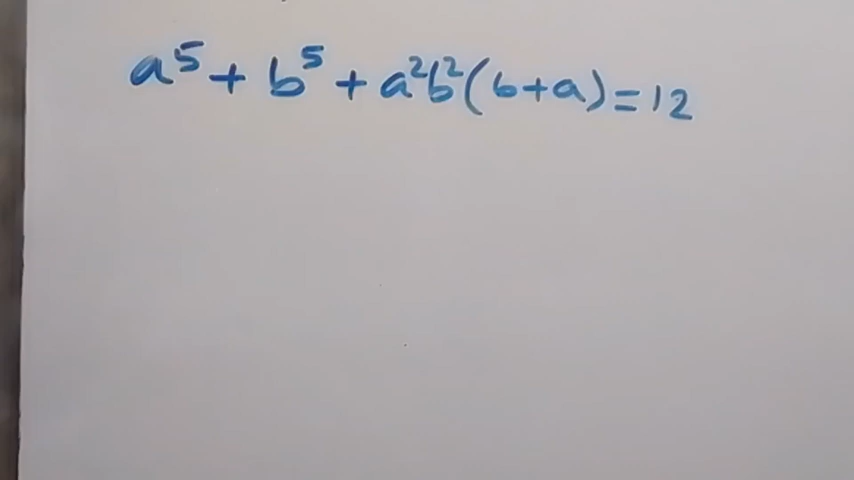 a⁵ + b⁵ + a²b²(b+a) = 12